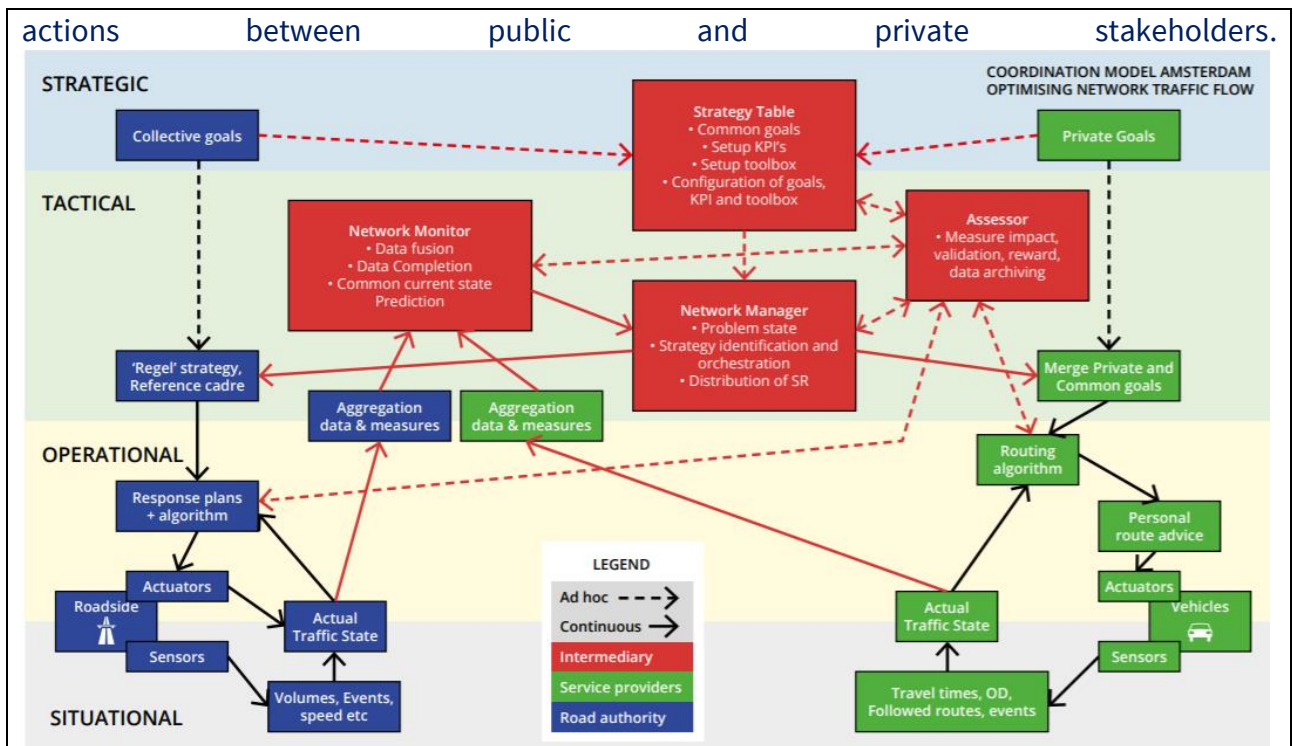 actions between public and private stakeholders.
STRATEGIC
COORDINATION MODEL AMSTERDAM
OPTIMISING NETWORK TRAFFIC FLOW
Collective goals
Strategy Table
• Common goals
• Setup KPI's
• Setup toolbox
• Configuration of goals,
KPI and toolbox
Private Goals
TACTICAL
Network Monitor
• Data fusion
• Data Completion
• Common current state
Prediction
Assessor
• Measure impact,
validation, reward,
data archiving
Network Manager
• Problem state
• Strategy identification and
orchestration
• Distribution of SR
'Regel' strategy,
Reference cadre
Merge Private and
Common goals
Aggregation
data & measures
Aggregation
data & measures
OPERATIONAL
Routing
algorithm
Response plans
+ algorithm
Personal
route advice
LEGEND
Ad hoc
Continuous
Intermediary
Service providers
Road authority
Actuators
Roadside
Sensors
Actual
Traffic State
Actual
Traffic State
Actuators
Vehicles
Sensors
SITUATIONAL
Volumes, Events,
speed etc
Travel times, OD,
Followed routes, events